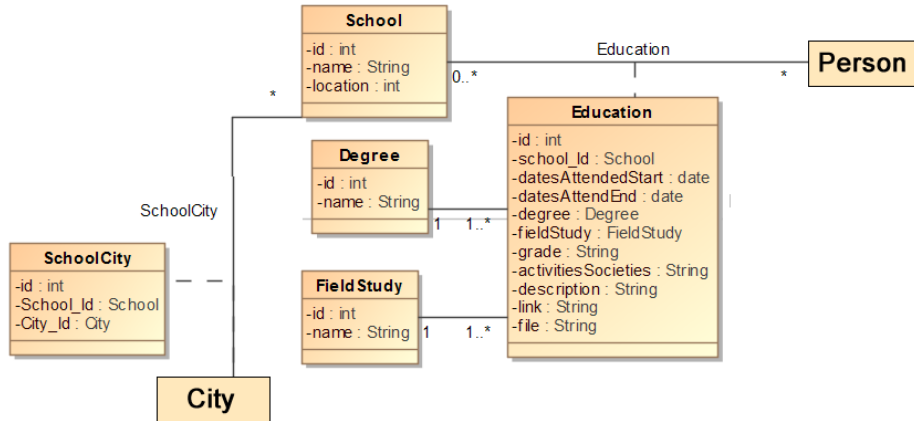 School
-id : int
-name : String
-location : int
Education
0..*
*
Person
*
Education
-id : int
-school_Id : School
-datesAttendedStart : date
-datesAttendEnd : date
-degree : Degree
-fieldStudy : FieldStudy
-grade : String
-activitiesSocieties : String
-description : String
-link : String
-file : String
Degree
-id : int
-name : String
1
1..*
SchoolCity
SchoolCity
-id : int
-School_Id : School
-City_Id : City
FieldStudy
-id : int
-name : String
1
1..*
City